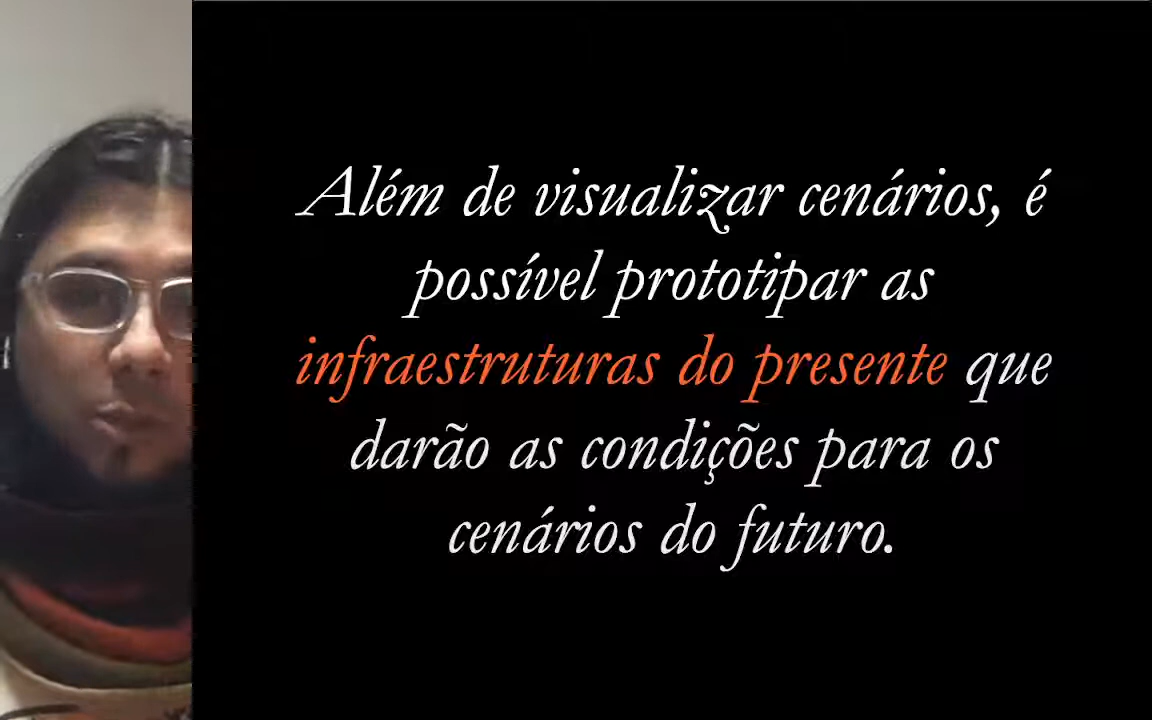 Além de visualizar cenários, é
possível prototipar as
infraestruturas do presente que
darão as condições para os
cenários do futuro.